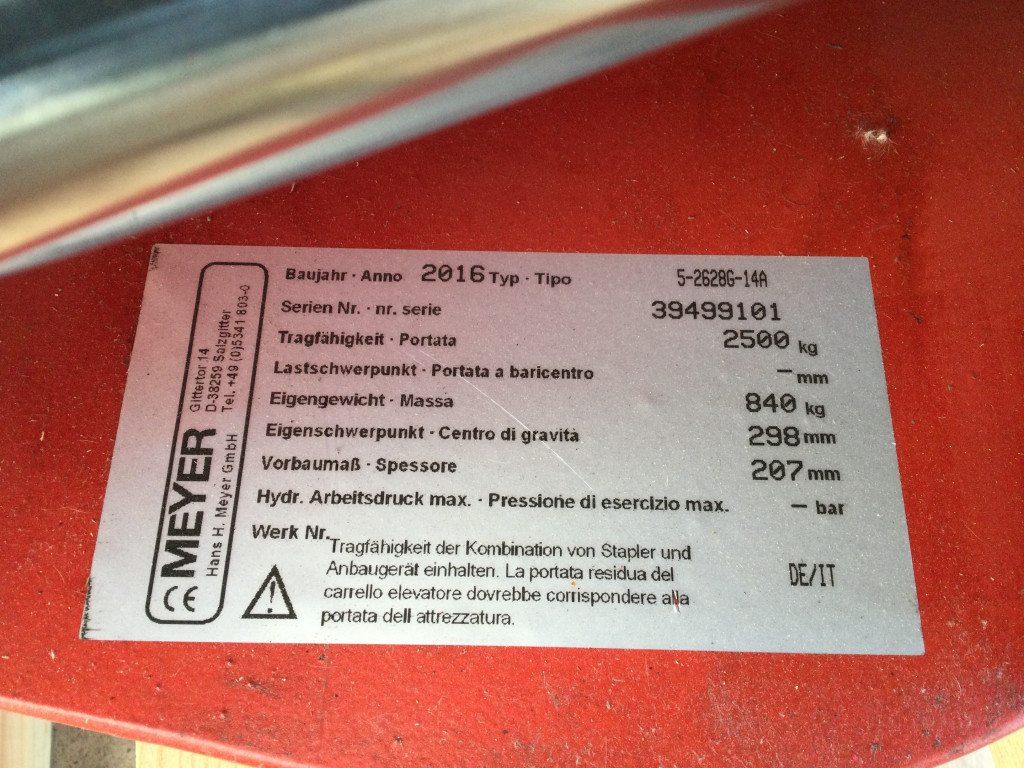 Baujahr · Anno 2016 Typ · Tipo 5-2628G-14A
Serien Nr. · nr. serie 39499101
Tragfähigkeit · Portata 2500 kg
Lastschwerpunkt · Portata a baricentro – mm
Eigengewicht · Massa 840 kg
Eigenschwerpunkt · Centro di gravità 298 mm
Vorbaumaß · Spessore 207 mm
Hydr. Arbeitsdruck max. · Pressione di esercizio max. – bar
Werk Nr.
Tragfähigkeit der Kombination von Stapler und
Anbaugerät einhalten. La portata residua del
carrello elevatore dovrebbe corrispondere alla
portata dell attrezzatura.
DE/IT
CE MEYER
Hans H. Meyer GmbH
Gittertor 14
D-38259 Salzgitter
Tel. +49 (0)5341 803-0